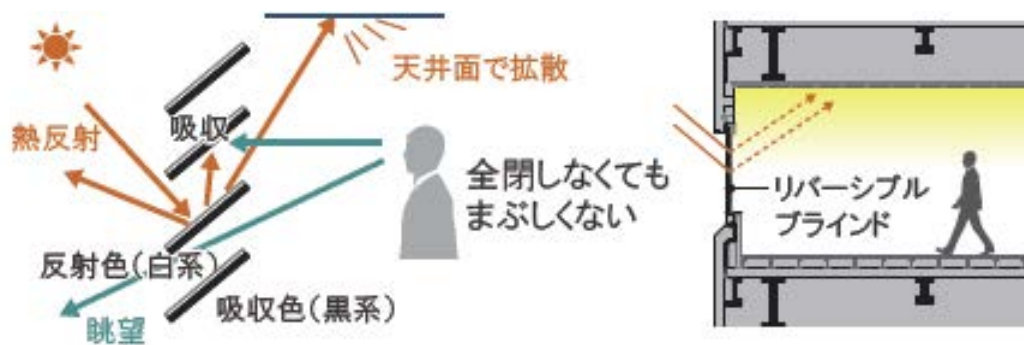 天井面で拡散
吸収
熱反射
全閉しなくても
まぶしくない
反射色(白系)
吸収色(黒系)
眺望
リバーシブル
ブラインド